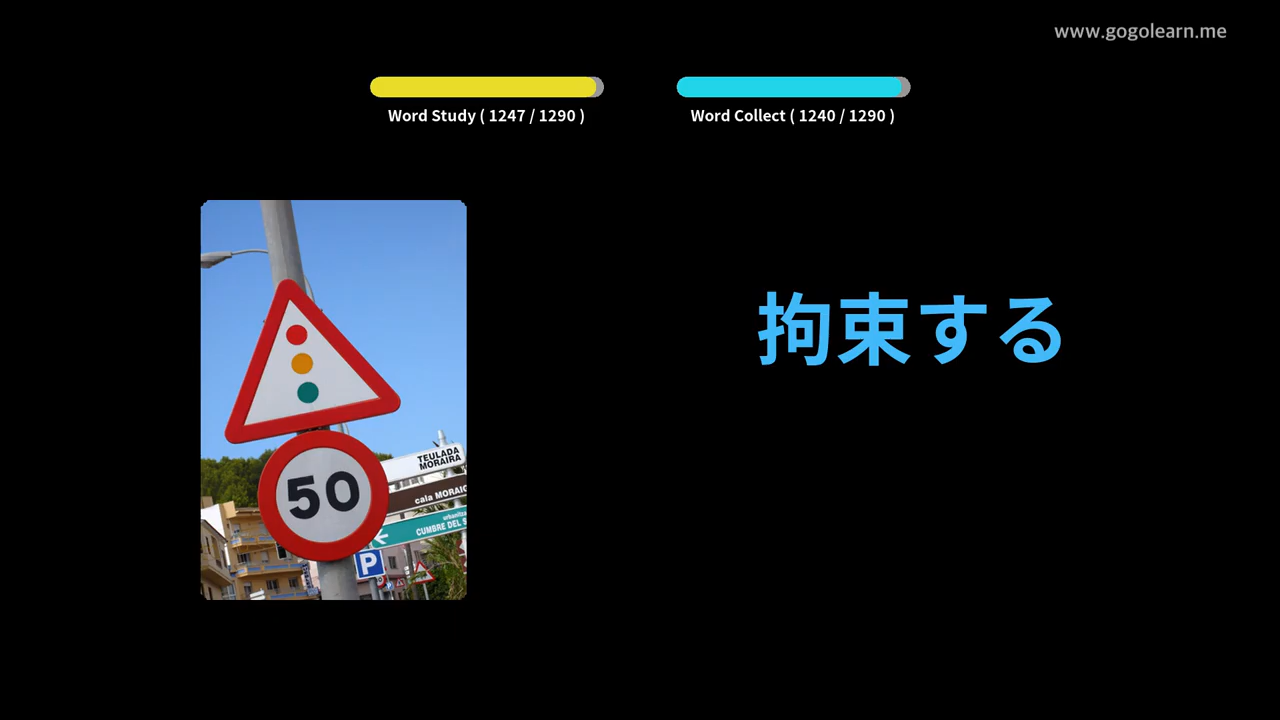 www.gogolearn.me
Word Study ( 1247 / 1290 )
Word Collect ( 1240 / 1290 )
拘束する
50
TEULADA
MORAIRA
cala MORAIG
CUMBRE DEL S
P